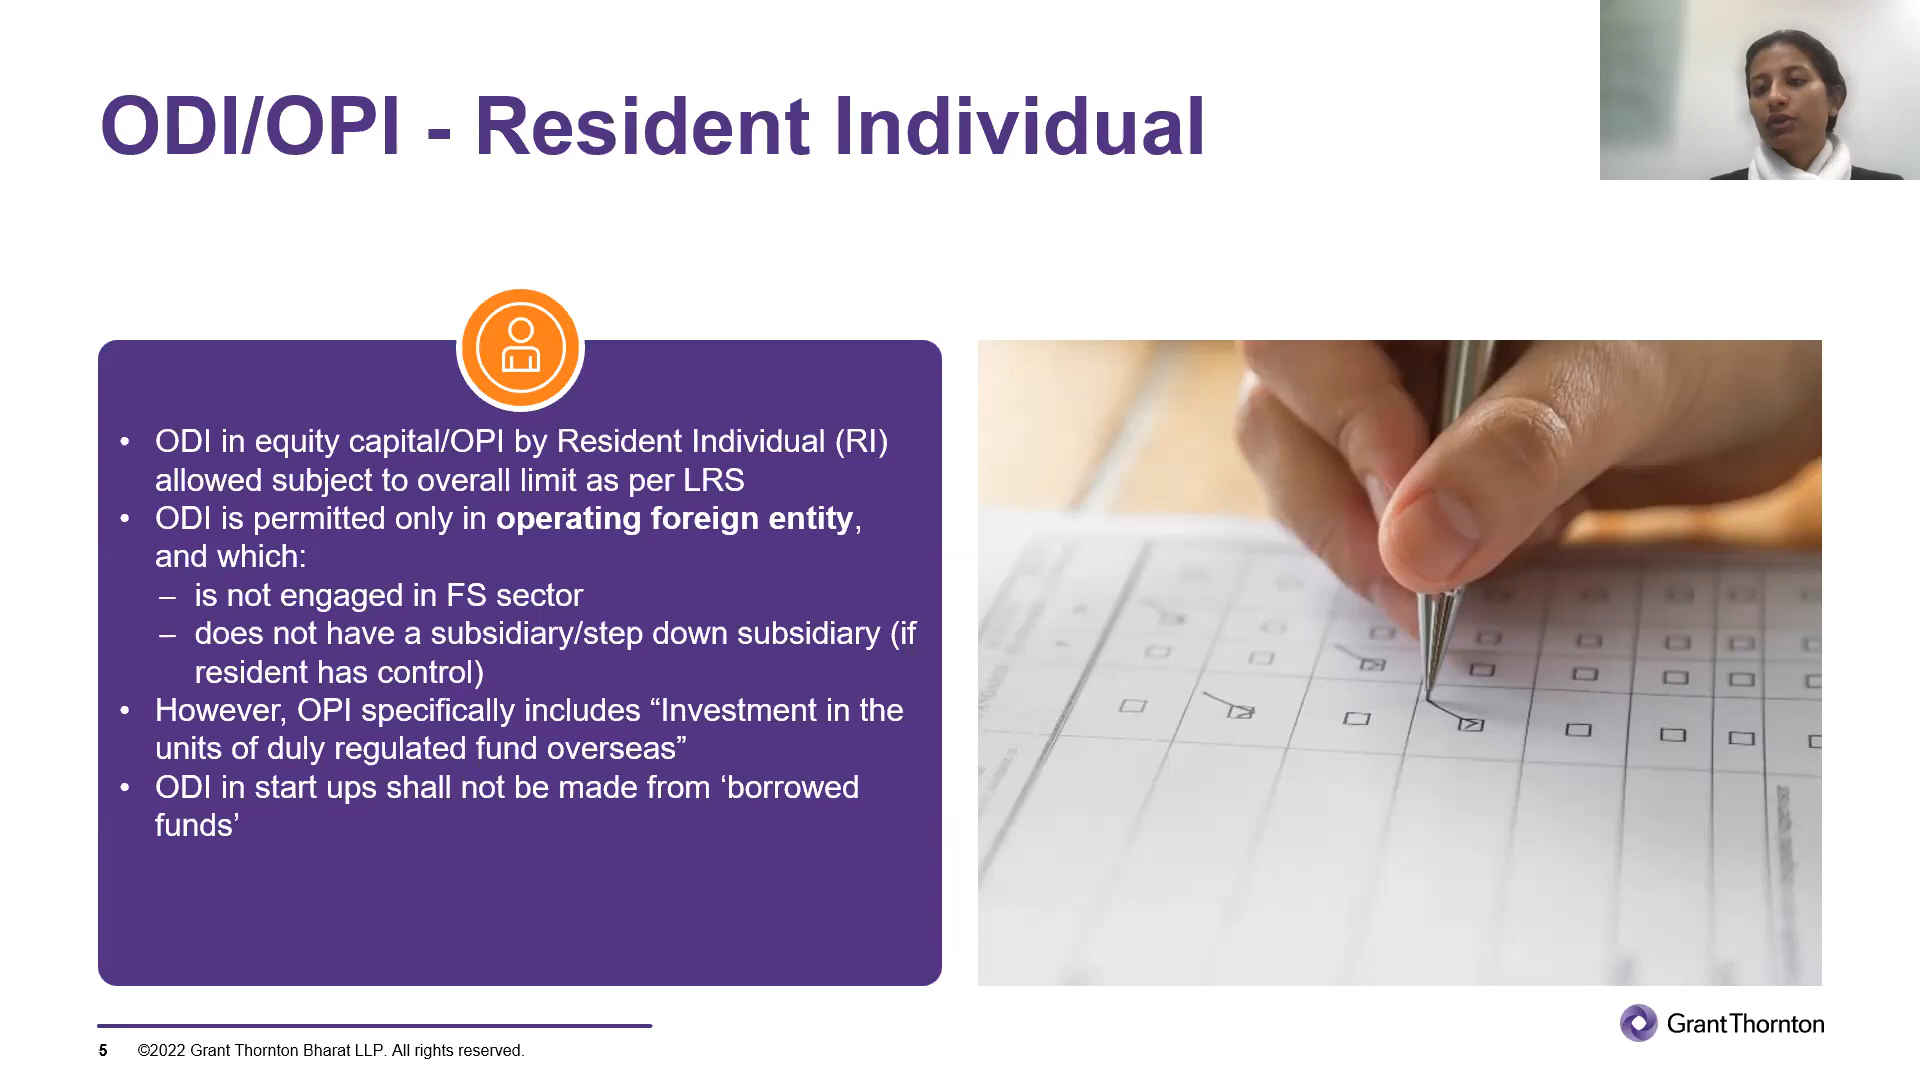 ODI/OPI - Resident Individual
• ODI in equity capital/OPI by Resident Individual (RI)
allowed subject to overall limit as per LRS
• ODI is permitted only in operating foreign entity,
and which:
– is not engaged in FS sector
– does not have a subsidiary/step down subsidiary (if
resident has control)
• However, OPI specifically includes “Investment in the
units of duly regulated fund overseas”
• ODI in start ups shall not be made from ‘borrowed
funds’
GrantThornton
5 ©2022 Grant Thornton Bharat LLP. All rights reserved.